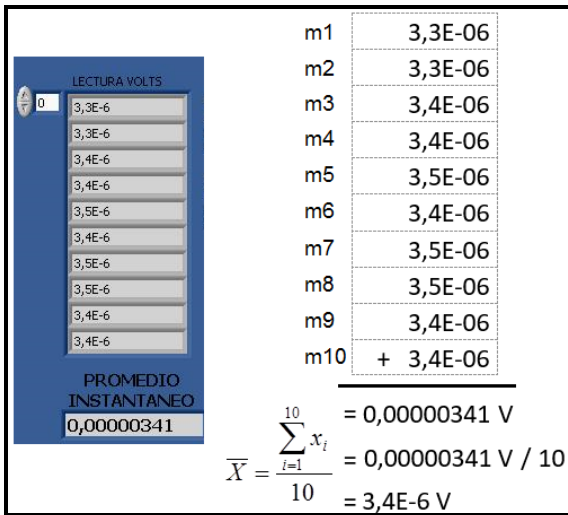 LECTURA VOLTS
0
3,3E-6
3,3E-6
3,4E-6
3,4E-6
3,5E-6
3,4E-6
3,5E-6
3,5E-6
3,4E-6
3,4E-6
PROMEDIO
INSTANTANEO
0,00000341
m1 3,3E-06
m2 3,3E-06
m3 3,4E-06
m4 3,4E-06
m5 3,5E-06
m6 3,4E-06
m7 3,5E-06
m8 3,5E-06
m9 3,4E-06
m10 + 3,4E-06
X̅ = ∑_{i=1}^{10} x_i / 10
= 0,00000341 V
= 0,00000341 V / 10
= 3,4E-6 V